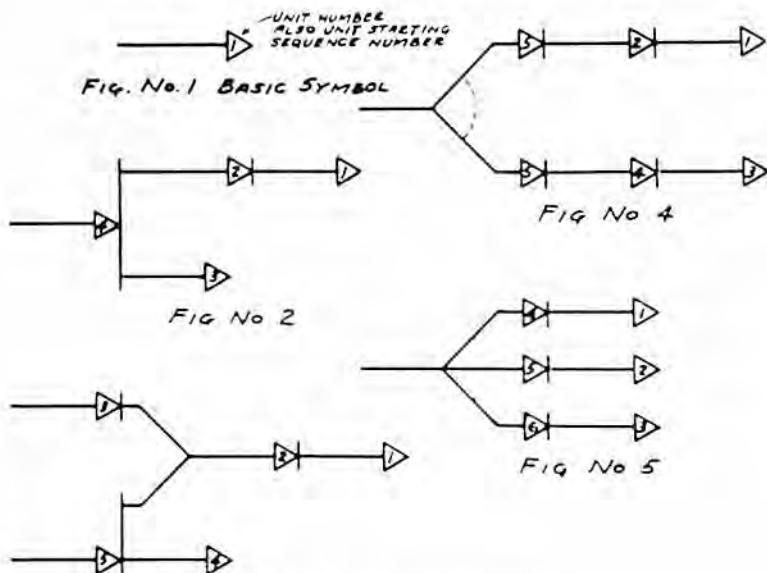 UNIT NUMBER
ALSO UNIT STARTING
SEQUENCE NUMBER
1
FIG. NO. 1 BASIC SYMBOL
5 2 1
5 4 3
FIG NO 4
2 1
4
3
FIG NO 2
4 1
5 2
6 3
FIG NO 5
3
2 1
5 4